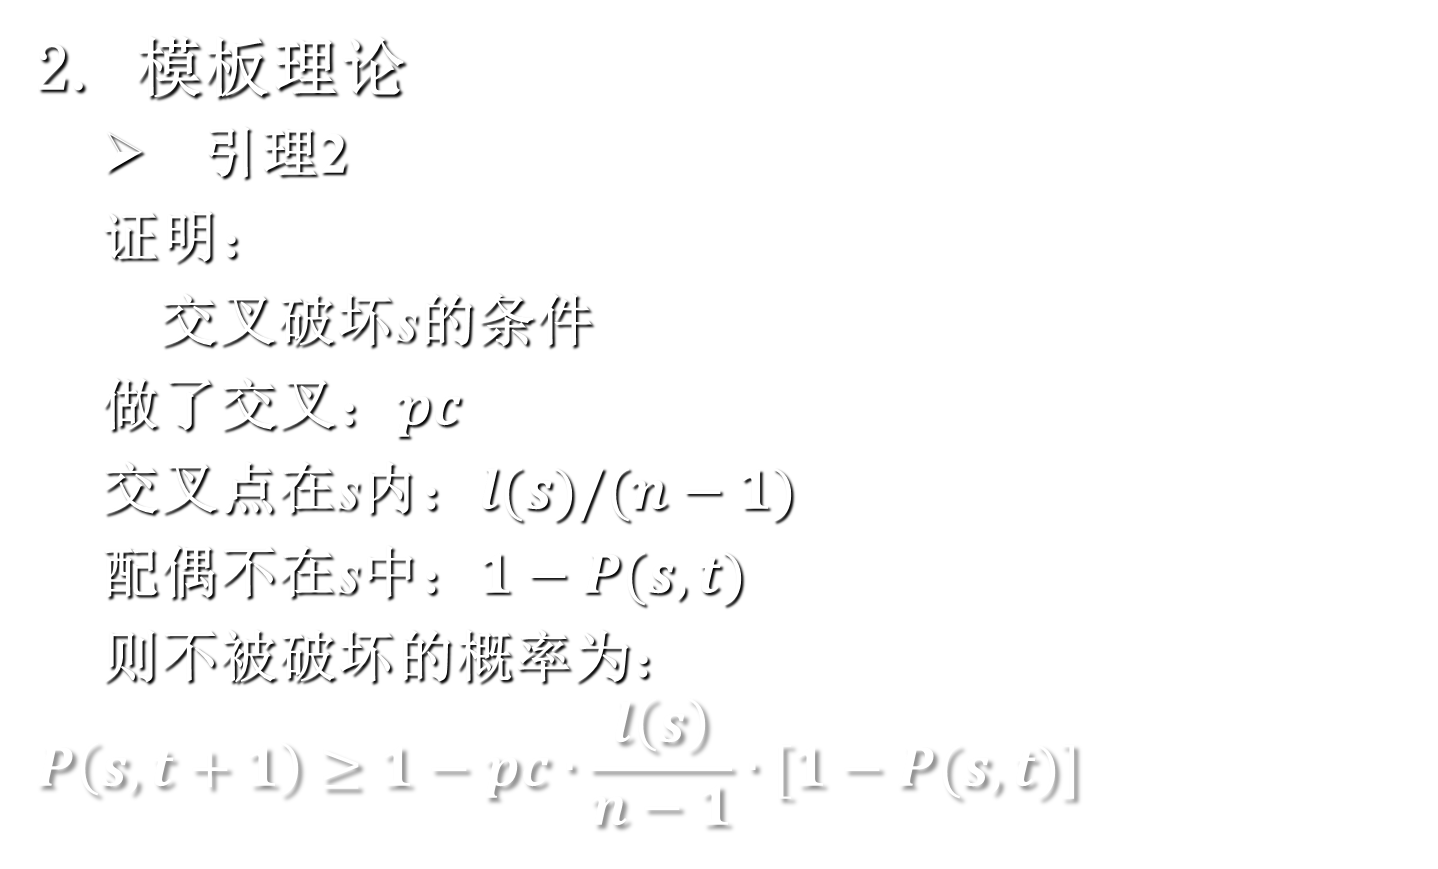 2. 模板理论
➢ 引理2
证明：
交叉破坏s的条件
做了交叉：pc
交叉点在s内：l(s)/(n − 1)
配偶不在s中：1 − P(s, t)
则不被破坏的概率为：
P(s, t + 1) ≥ 1 − pc · l(s)/(n − 1) · [1 − P(s, t)]